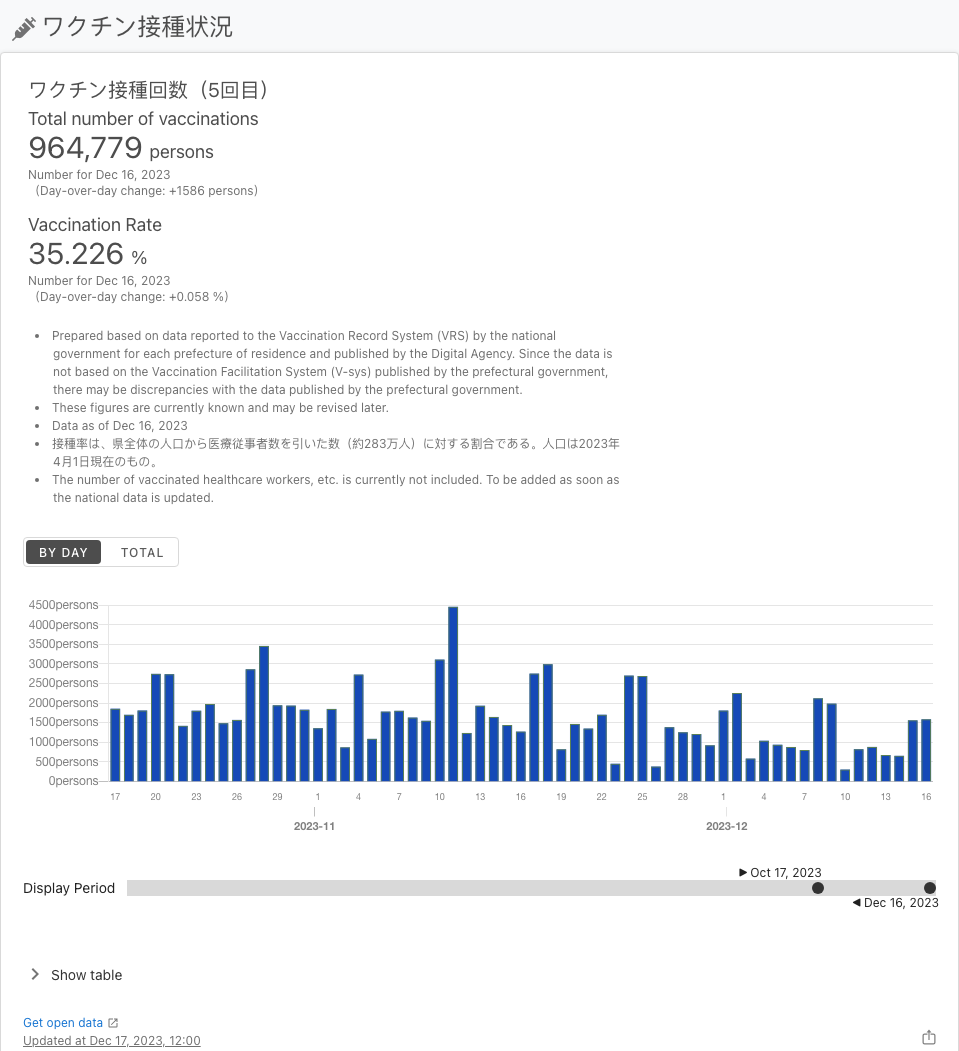 ワクチン接種状況
ワクチン接種回数（5回目）
Total number of vaccinations
964,779 persons
Number for Dec 16, 2023
（Day-over-day change: +1586 persons）
Vaccination Rate
35.226 %
Number for Dec 16, 2023
（Day-over-day change: +0.058 %）
• Prepared based on data reported to the Vaccination Record System (VRS) by the national
government for each prefecture of residence and published by the Digital Agency. Since the data is
not based on the Vaccination Facilitation System (V-sys) published by the prefectural government,
there may be discrepancies with the data published by the prefectural government.
• These figures are currently known and may be revised later.
• Data as of Dec 16, 2023
• 接種率は、県全体の人口から医療従事者数を引いた数（約283万人）に対する割合である。人口は2023年
4月1日現在のもの。
• The number of vaccinated healthcare workers, etc. is currently not included. To be added as soon as
the national data is updated.
BY DAY TOTAL
4500persons
4000persons
3500persons
3000persons
2500persons
2000persons
1500persons
1000persons
500persons
0persons
17 20 23 26 29 1 4 7 10 13 16 19 22 25 28 1 4 7 10 13 16
2023-11 2023-12
Oct 17, 2023
Display Period
Dec 16, 2023
Show table
Get open data
Updated at Dec 17, 2023, 12:00